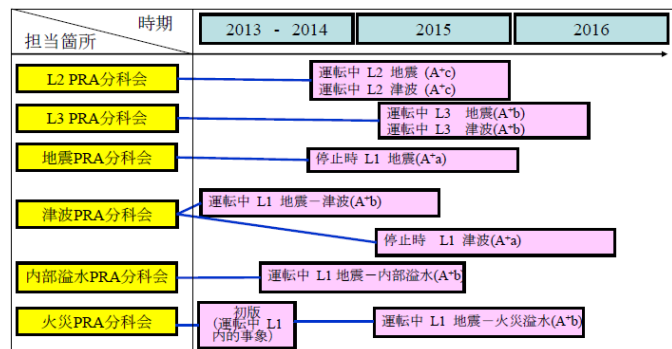 時期
担当箇所
2013 - 2014
2015
2016
L2 PRA分科会
運転中 L2 地震 (A⁺c)
運転中 L2 津波 (A⁺c)
L3 PRA分科会
運転中 L3 地震(A⁺b)
運転中 L3 津波(A⁺b)
地震PRA分科会
停止時 L1 地震(A⁺a)
津波PRA分科会
運転中 L1 地震－津波(A⁺b)
停止時 L1 津波(A⁺a)
内部溢水PRA分科会
運転中 L1 地震－内部溢水(A⁺b)
火災PRA分科会
初版
(運転中 L1
内的事象)
運転中 L1 地震－火災溢水(A⁺b)